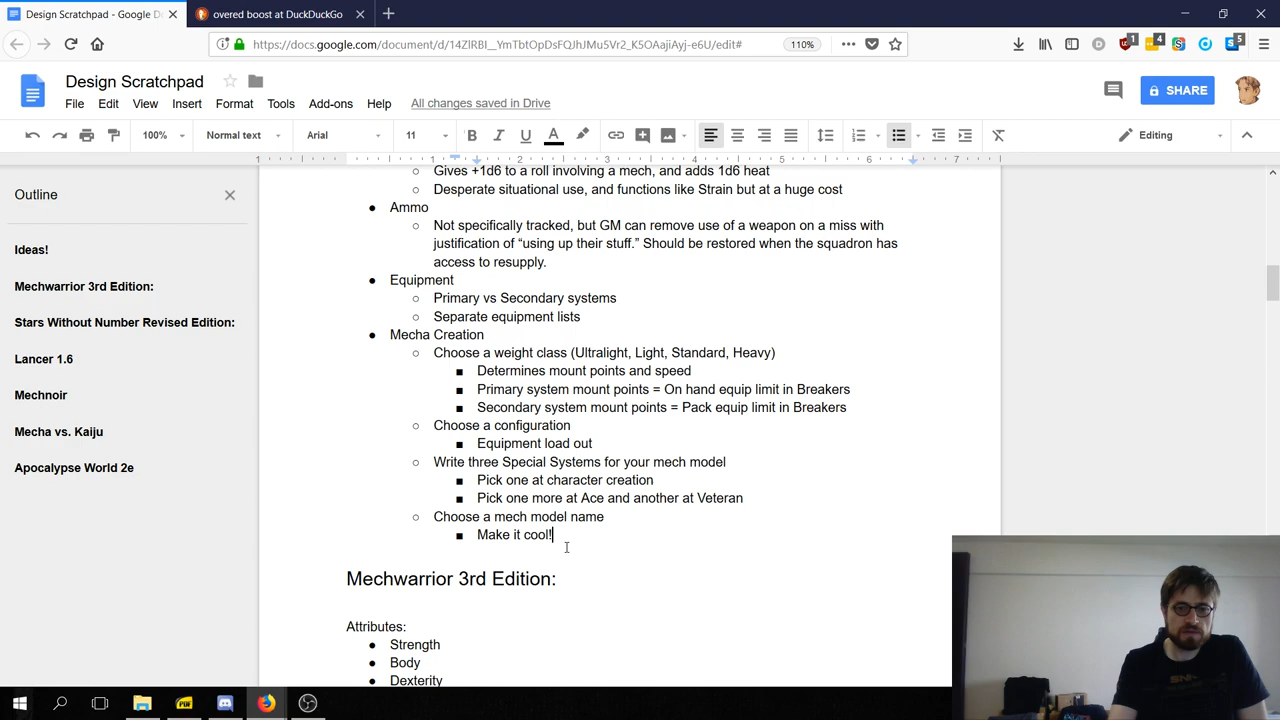 Design Scratchpad - Google D
overed boost at DuckDuckGo
110%
Design Scratchpad
File Edit View Insert Format Tools Add-ons Help All changes saved in Drive
SHARE
100% Normal text Arial 11 Editing
1 1 2 3 4 5 6 7
Outline
Ideas!
Mechwarrior 3rd Edition:
Stars Without Number Revised Edition:
Lancer 1.6
Mechnoir
Mecha vs. Kaiju
Apocalypse World 2e
○ Gives +1d6 to a roll involving a mech, and adds 1d6 heat
○ Desperate situational use, and functions like Strain but at a huge cost
● Ammo
○ Not specifically tracked, but GM can remove use of a weapon on a miss with
justification of “using up their stuff.” Should be restored when the squadron has
access to resupply.
● Equipment
○ Primary vs Secondary systems
○ Separate equipment lists
● Mecha Creation
○ Choose a weight class (Ultralight, Light, Standard, Heavy)
■ Determines mount points and speed
■ Primary system mount points = On hand equip limit in Breakers
■ Secondary system mount points = Pack equip limit in Breakers
○ Choose a configuration
■ Equipment load out
○ Write three Special Systems for your mech model
■ Pick one at character creation
■ Pick one more at Ace and another at Veteran
○ Choose a mech model name
■ Make it cool!
Mechwarrior 3rd Edition:
Attributes:
● Strength
● Body
● Dexterity